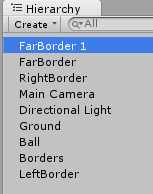 Hierarchy
Create All
FarBorder 1
FarBorder
RightBorder
Main Camera
Directional Light
Ground
Ball
Borders
LeftBorder